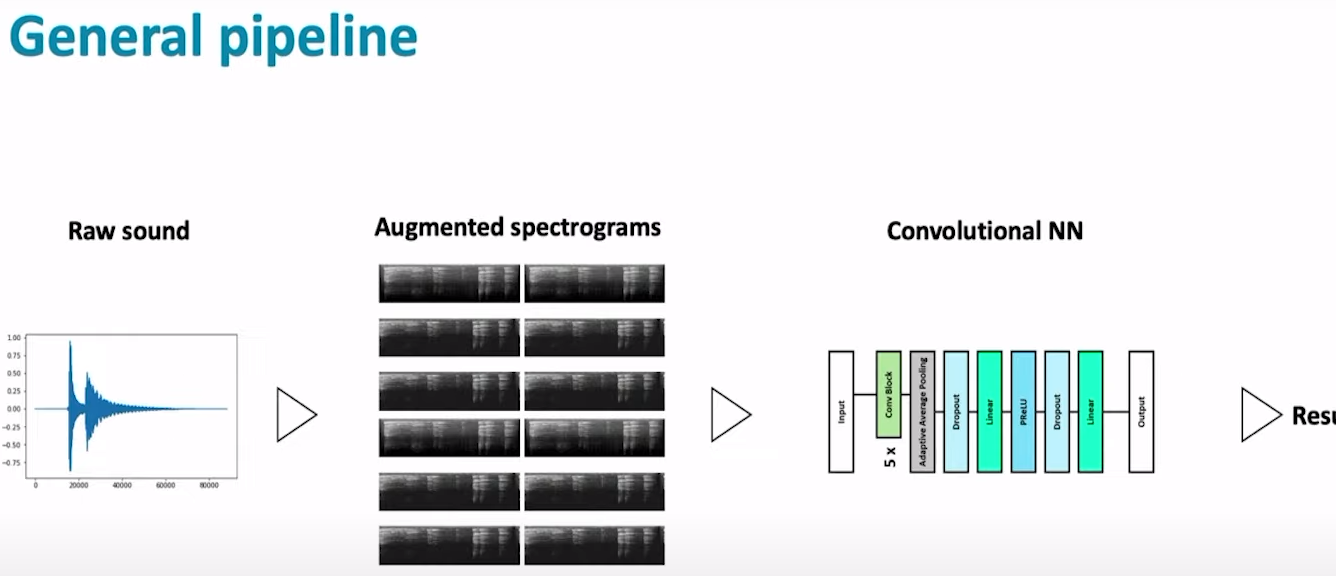 General pipeline
Raw sound
Augmented spectrograms
Convolutional NN
1.00
0.75
0.50
0.25
0.00
−0.25
−0.50
−0.75
0
20000
40000
60000
80000
Input
5 x
Conv Block
Adaptive Average Pooling
Dropout
Linear
PReLU
Dropout
Linear
Output
Resu